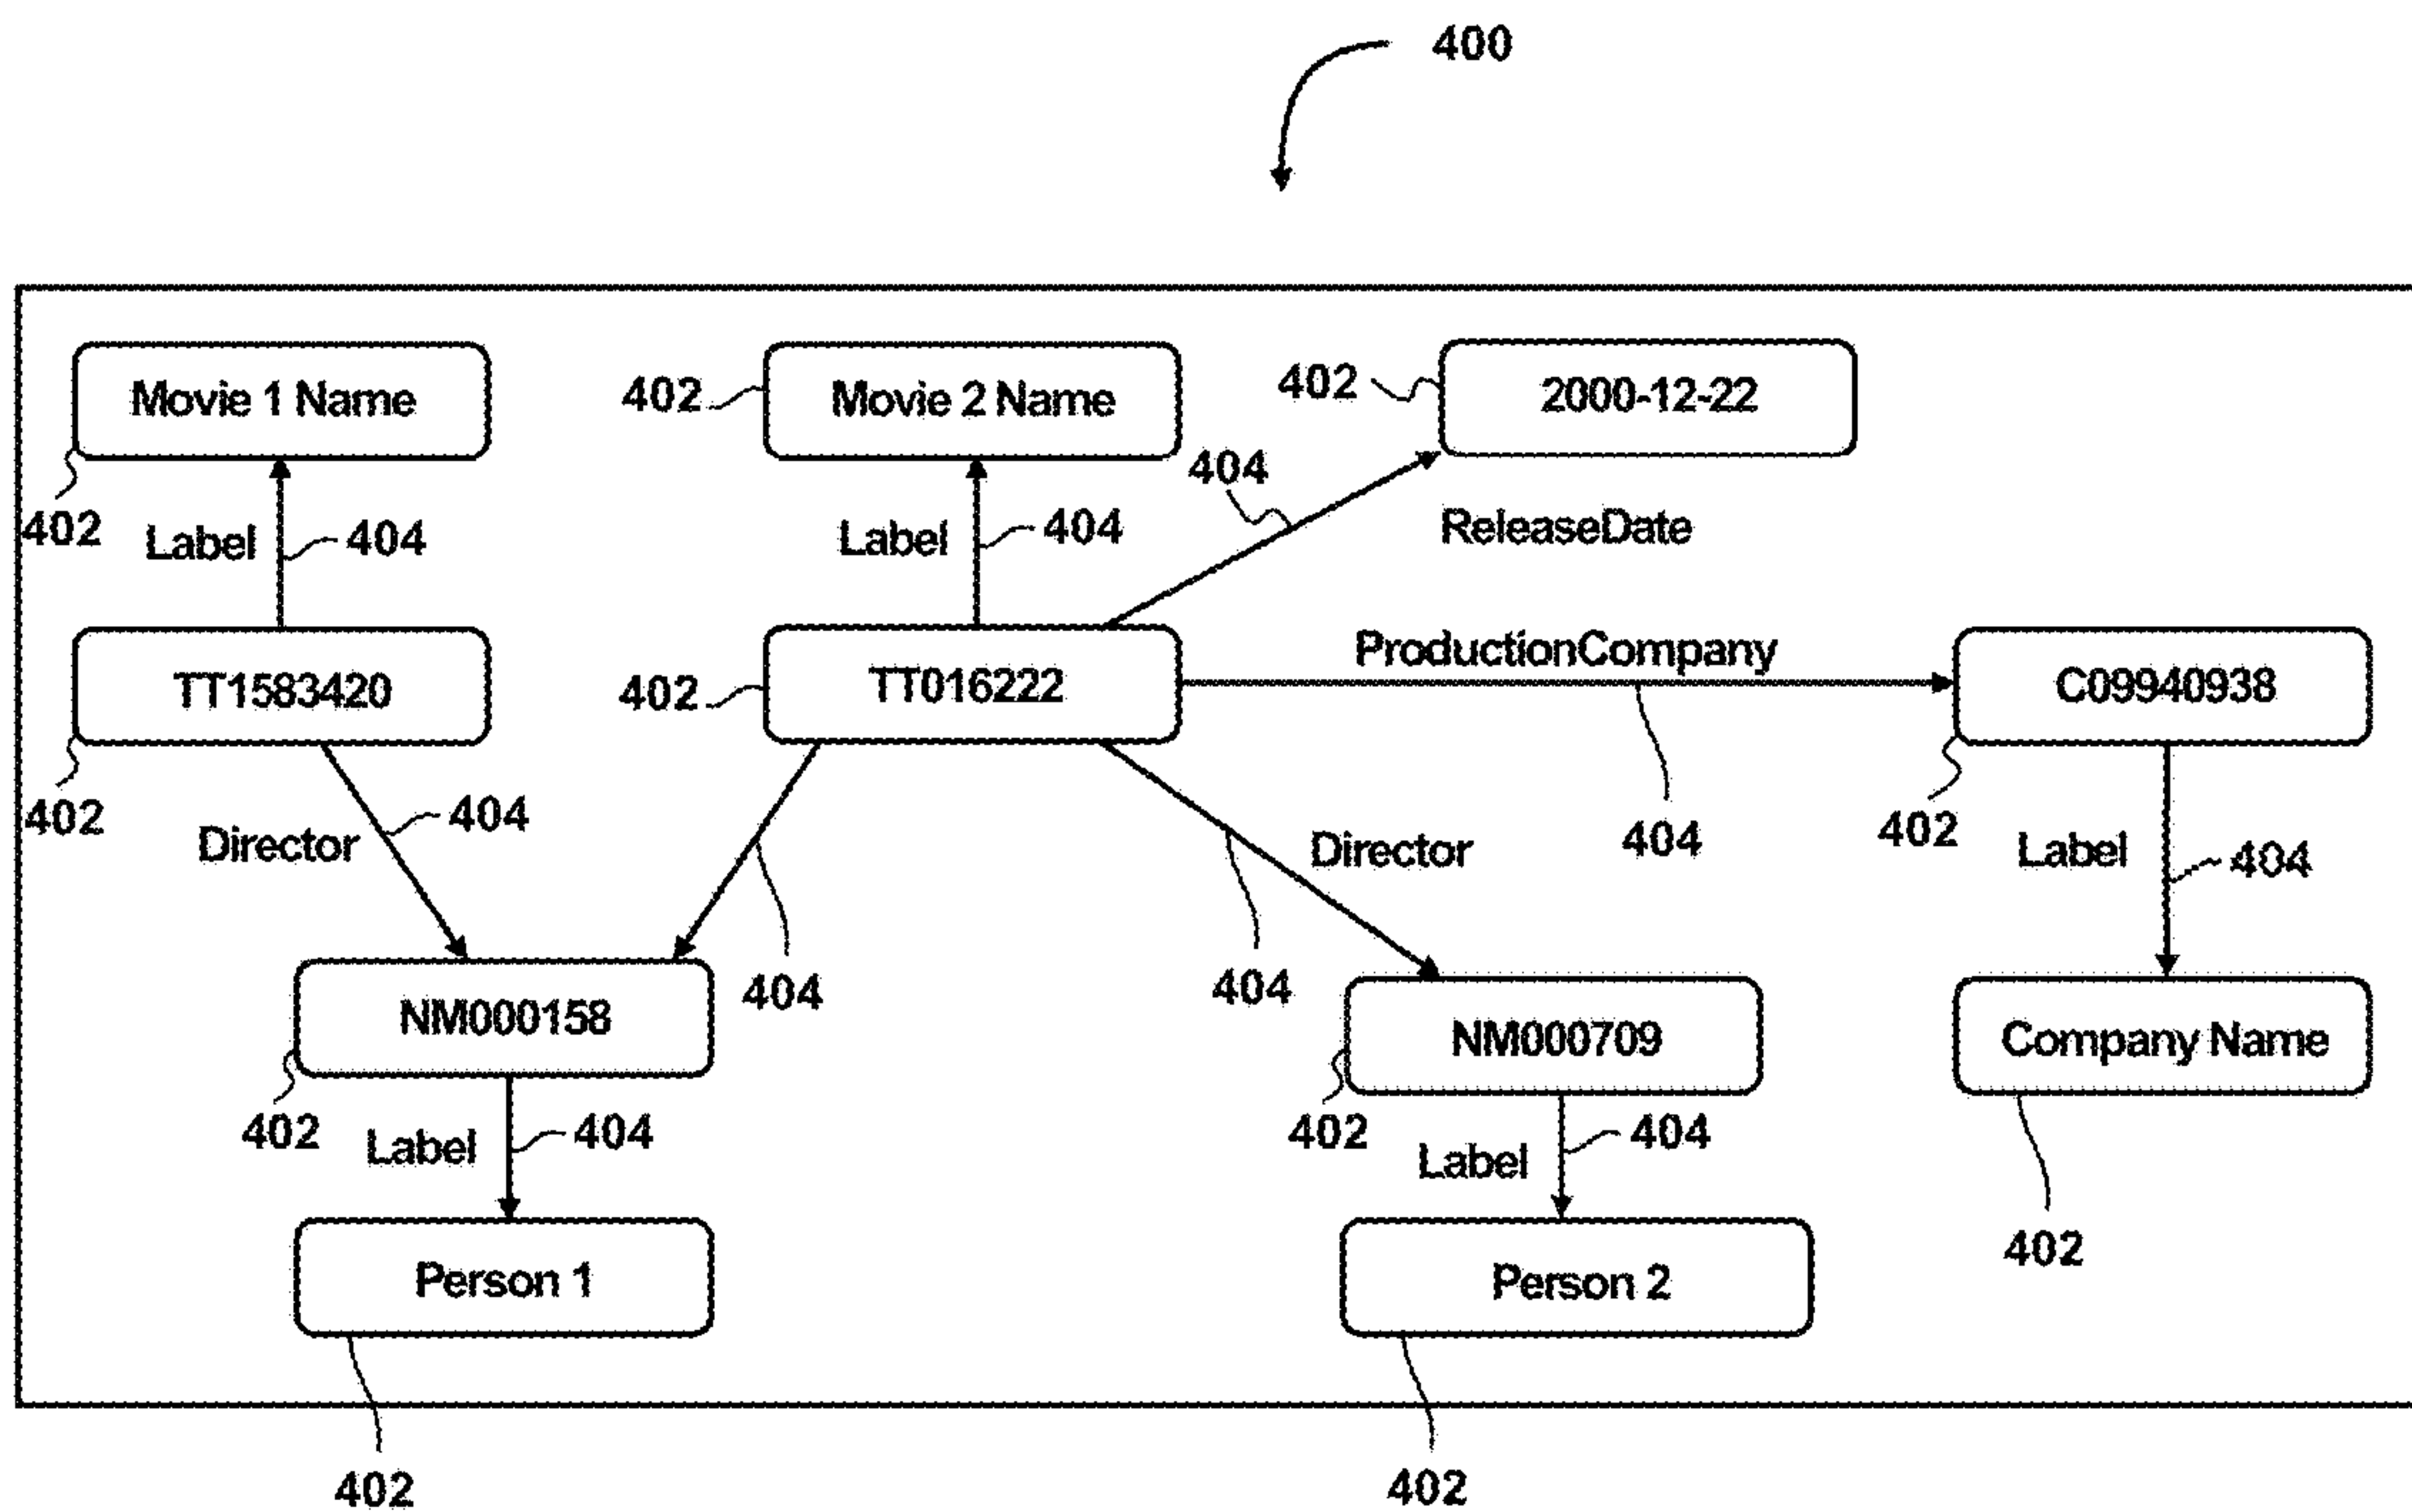 400
Movie 1 Name
402
Movie 2 Name
402
2000-12-22
402
Label
404
Label
404
404
ReleaseDate
TT1583420
402
402
TT016222
ProductionCompany
404
C09940938
402
Director
404
404
404
Director
Label
404
NM000158
402
NM000709
402
Company Name
402
Label
404
Label
404
Person 1
402
Person 2
402